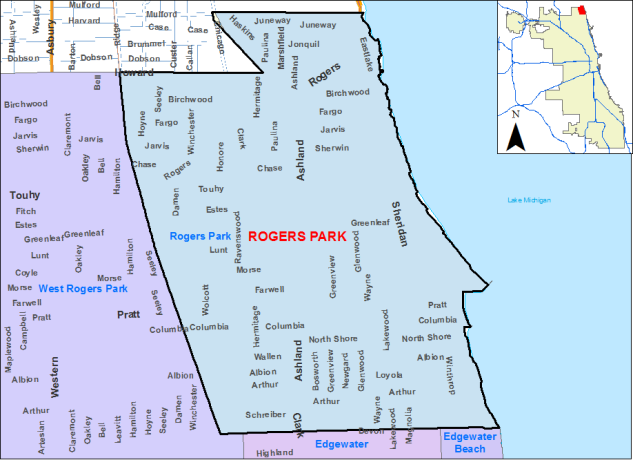 Ashland
Wesley
Asbury
Mulford
Harvard
Case
Dobson
Dobson
Barton
Ridge
Mulford
Case
Case
Brummel
Dobson
Custer
Callan
Dobson
Chicago
Haskins
Juneway
Juneway
Jonquil
Paulina
Marshfield
Ashland
Eastlake
Rogers
Howard
Bell
Birchwood
Fargo
Jarvis
Sherwin
Claremont
Jarvis
Oakley
Bell
Hamilton
Seeley
Hoyne
Birchwood
Fargo
Jarvis
Chase
Winchester
Rogers
Hermitage
Clark
Paulina
Honore
Birchwood
Fargo
Jarvis
Sherwin
Chase
Ashland
Touhy
Fitch
Estes
Greenleaf
Greenleaf
Lunt
Coyle
Morse
Farwell
Pratt
Oakley
Hamilton
Morse
Seeley
Seeley
West Rogers Park
Pratt
Damen
Touhy
Estes
Rogers Park
Lunt
Ravenswood
ROGERS PARK
Morse
Greenleaf
Glenwood
Sheridan
Greenview
Wayne
Farwell
Wolcott
Columbia
Columbia
Hermitage
Columbia
Lakewood
Pratt
Columbia
North Shore
North Shore
Albion
Winthrop
Wallen
Albion
Arthur
Ashland
Bosworth
Greenview
Newgard
Glenwood
Loyola
Arthur
Arthur
Schreiber
Clark
Wayne
Devon
Lakewood
Magnolia
Maplewood
Campbell
Western
Albion
Arthur
Artesian
Claremont
Oakley
Bell
Leavitt
Hamilton
Hoyne
Seeley
Damen
Winchester
Albion
Highland
Edgewater
Edgewater
Beach
Lake Michigan
N